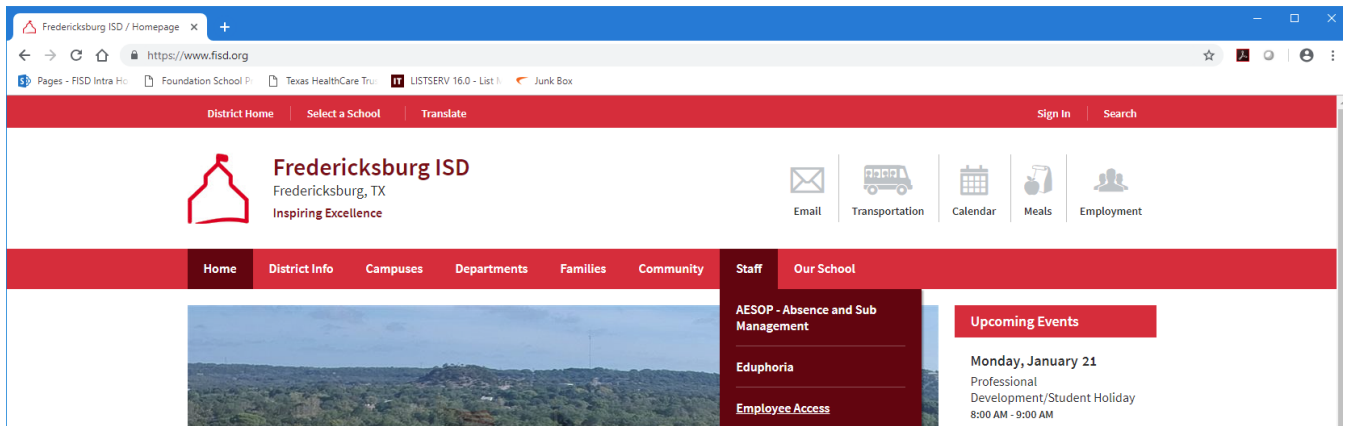 Fredericksburg ISD / Homepage
https://www.fisd.org
Pages - FISD Intra Ho
Foundation School P
Texas HealthCare Tru
IT
LISTSERV 16.0 - List
Junk Box
District Home
Select a School
Translate
Sign In
Search
Fredericksburg ISD
Fredericksburg, TX
Inspiring Excellence
Email
Transportation
Calendar
Meals
Employment
Home
District Info
Campuses
Departments
Families
Community
Staff
Our School
AESOP - Absence and Sub
Management
Eduphoria
Employee Access
Upcoming Events
Monday, January 21
Professional
Development/Student Holiday
8:00 AM - 9:00 AM